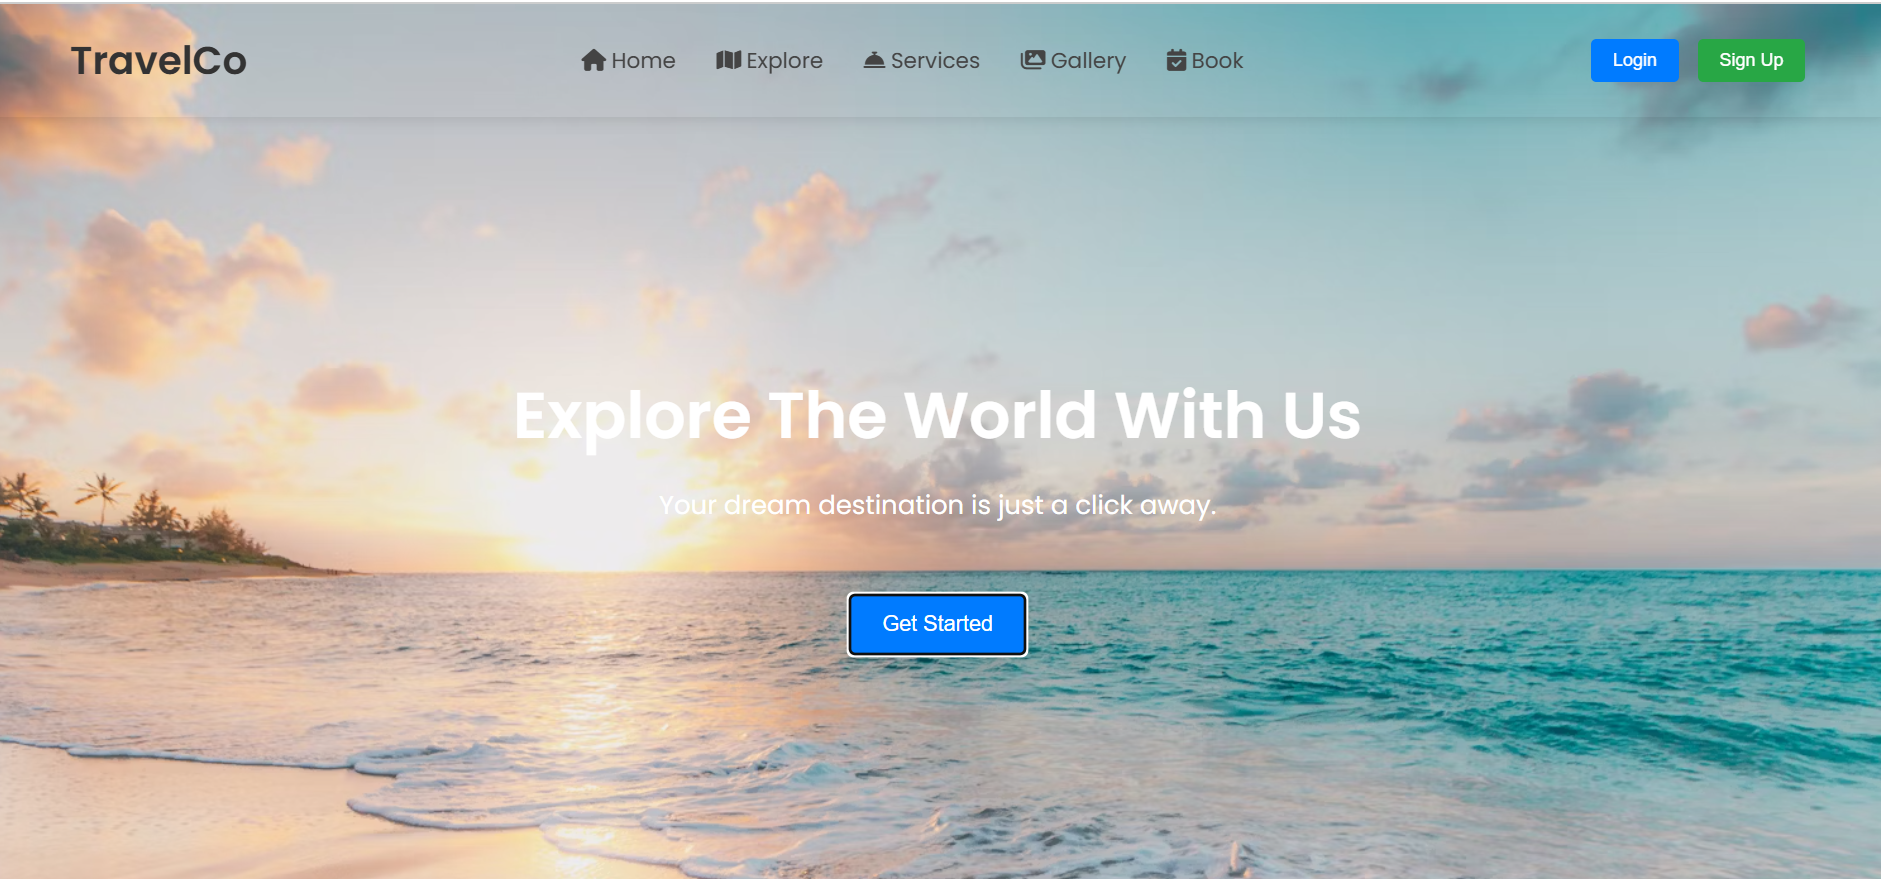 TravelCo
Home
Explore
Services
Gallery
Book
Login
Sign Up
Explore The World With Us
Your dream destination is just a click away.
Get Started